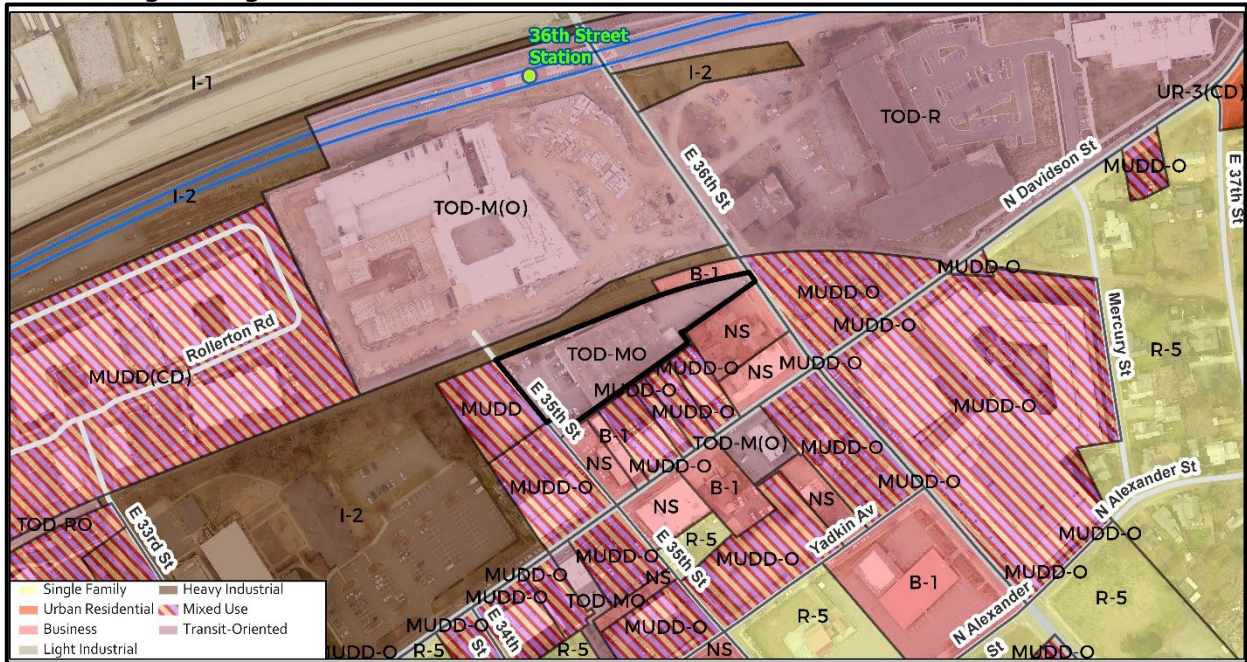 36th Street
Station
I-1
I-2
UR-3(CD)
TOD-R
MUDD-O
E 37th St
E 36th St
N Davidson St
I-2
TOD-M(O)
B-1
MUDD-O
MUDD-O
MUDD-O
Mercury St
Rollerton Rd
NS
R-5
TOD-MO
MUDD-O
MUDD-O
MUDD(CD)
NS
MUDD-O
MUDD
E 35th St
MUDD-O
MUDD-O
B-1
TOD-M(O)
MUDD-O
NS
MUDD-O
MUDD-O
B-1
NS
N Alexander St
I-2
NS
Yadkin Av
TOD-RO
E 33rd St
R-5
E 35th St
MUDD-O
MUDD-O
MUDD-O
MUDD-O
NS
B-1
MUDD-O
MUDD-O
TOD-MO
R-5
R-5
N Alexander
St
E 34th
St
MUDD-O
MUDD-O
MUDD-O
R-5
R-5
NS
Single Family
Urban Residential
Business
Light Industrial
Heavy Industrial
Mixed Use
Transit-Oriented